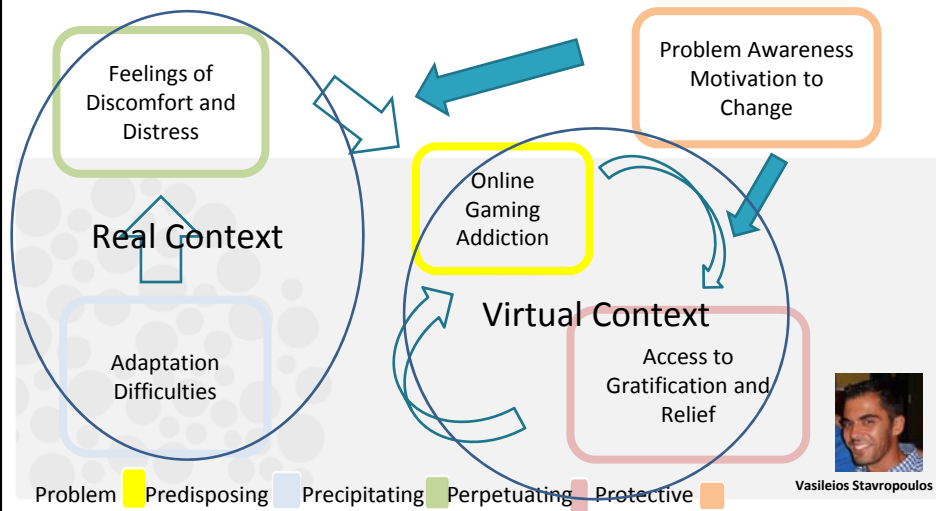 Feelings of
Discomfort and
Distress
Problem Awareness
Motivation to
Change
Online
Gaming
Addiction
Real Context
Virtual Context
Adaptation
Difficulties
Access to
Gratification and
Relief
Problem Predisposing Precipitating Perpetuating Protective
Vasileios Stavropoulos